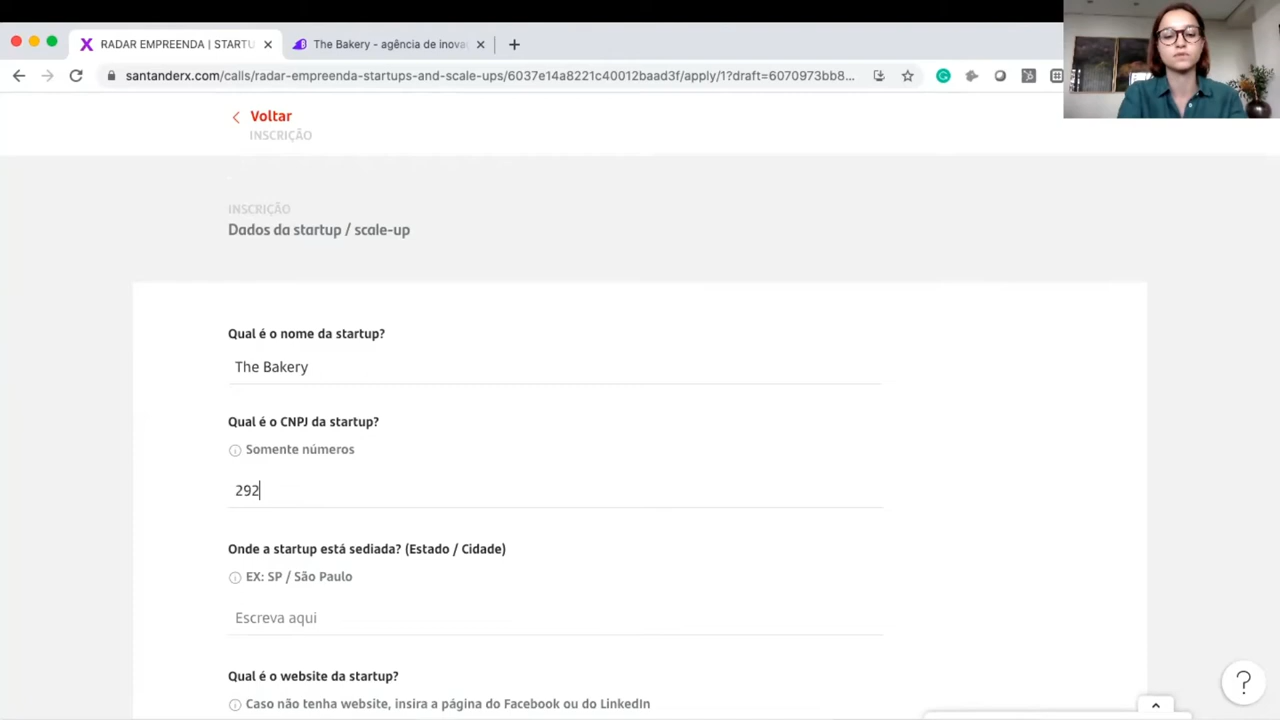 RADAR EMPREENDA | STARTU
The Bakery - agência de inova
santanderx.com/calls/radar-empreenda-startups-and-scale-ups/6037e14a8221c40012baad3f/apply/1?draft=6070973bb8...
Voltar
INSCRIÇÃO
INSCRIÇÃO
Dados da startup / scale-up
Qual é o nome da startup?
The Bakery
Qual é o CNPJ da startup?
Somente números
292
Onde a startup está sediada? (Estado / Cidade)
EX: SP / São Paulo
Escreva aqui
Qual é o website da startup?
Caso não tenha website, insira a página do Facebook ou do LinkedIn
?